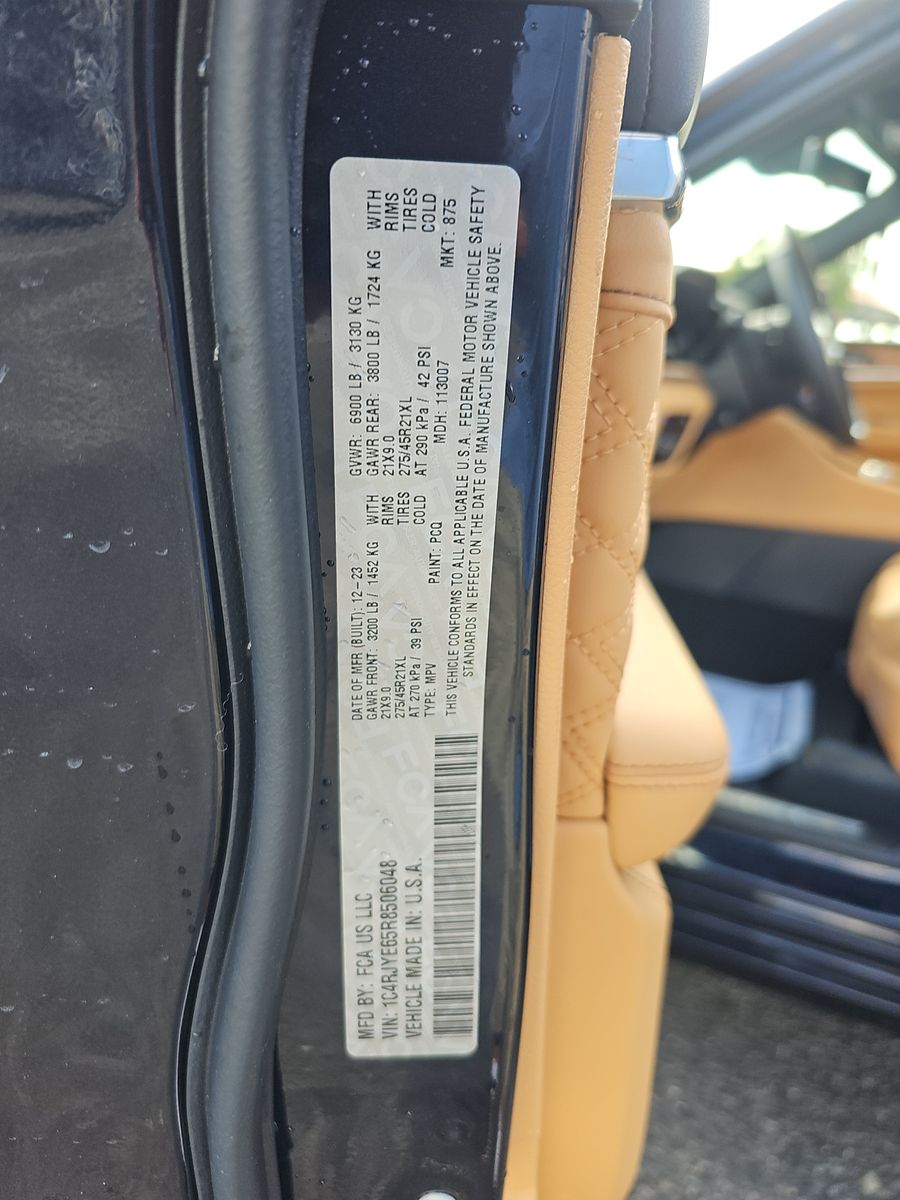 MFD BY: FCA US LLC
VIN: 1C4RJYE65R8506048
VEHICLE MADE IN: U.S.A.
DATE OF MFR (BUILT): 12-23
GVWR: 6900 LB / 3130 KG
GAWR FRONT: 3200 LB / 1452 KG WITH
21X9.0 RIMS
275/45R21XL TIRES
AT 270 kPa / 39 PSI COLD
GAWR REAR: 3800 LB / 1724 KG WITH
21X9.0 RIMS
275/45R21XL TIRES
AT 290 kPa / 42 PSI COLD
TYPE: MPV PAINT: PCQ MDH: 113007 MKT: 875
THIS VEHICLE CONFORMS TO ALL APPLICABLE U.S.A. FEDERAL MOTOR VEHICLE SAFETY
STANDARDS IN EFFECT ON THE DATE OF MANUFACTURE SHOWN ABOVE.